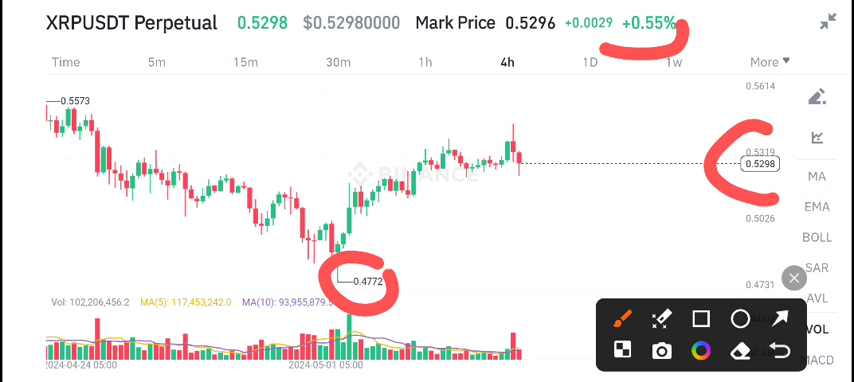 XRPUSDT Perpetual 0.5298 $0.52980000 Mark Price 0.5296 +0.0029 +0.55%
Time 5m 15m 30m 1h 4h 1D 1w More
0.5614
0.5573
0.5319
BINANCE
0.5298
MA
EMA
0.5026
BOLL
SAR
0.4772
0.4731
AVL
Vol: 102,206,456.2 MA(5): 117,453,242.0 MA(10): 93,955,879.
VOL
MACD
2024-04-24 05:00 2024-05-01 05:00